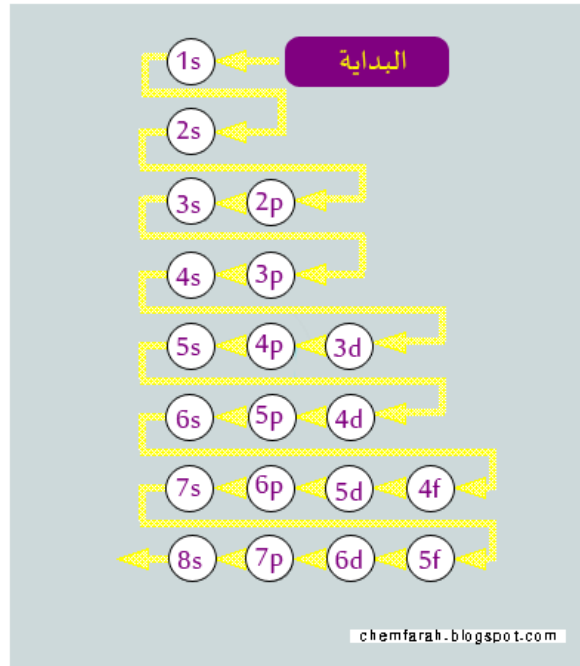 1s البداية
2s
3s 2p
4s 3p
5s 4p 3d
6s 5p 4d
7s 6p 5d 4f
8s 7p 6d 5f
chemfarah.blogspot.com